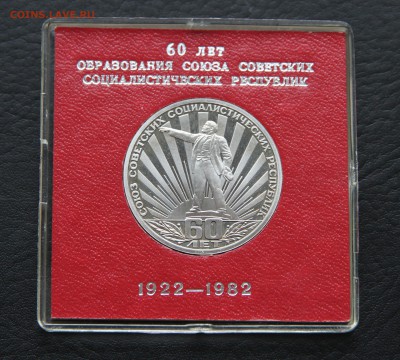 COINS.LAVE.RU
60 ЛЕТ
ОБРАЗОВАНИЯ СОЮЗА СОВЕТСКИХ
СОЦИАЛИСТИЧЕСКИХ РЕСПУБЛИК
СОЮЗ СОВЕТСКИХ СОЦИАЛИСТИЧЕСКИХ РЕСПУБЛИК
60
ЛЕТ
1922—1982